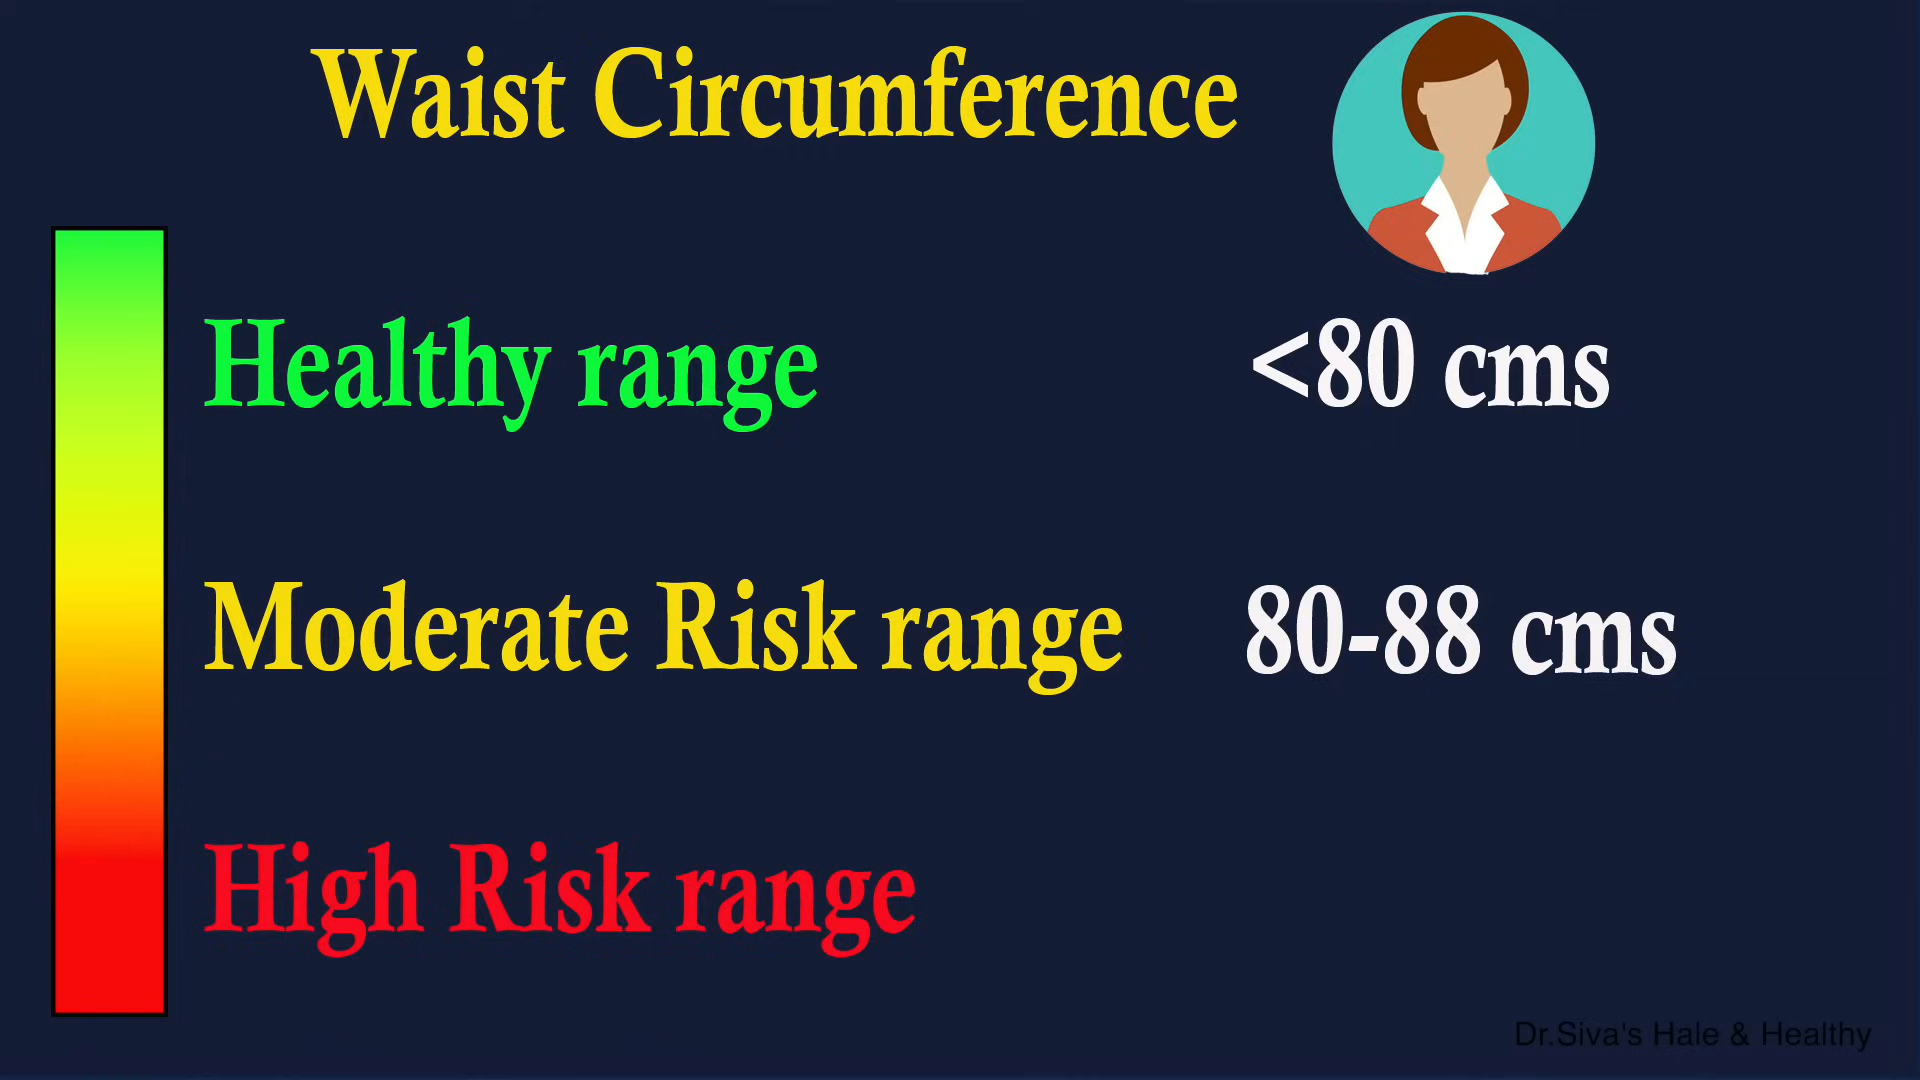 Waist Circumference
Healthy range <80 cms
Moderate Risk range 80-88 cms
High Risk range
Dr.Siva's Hale & Healthy